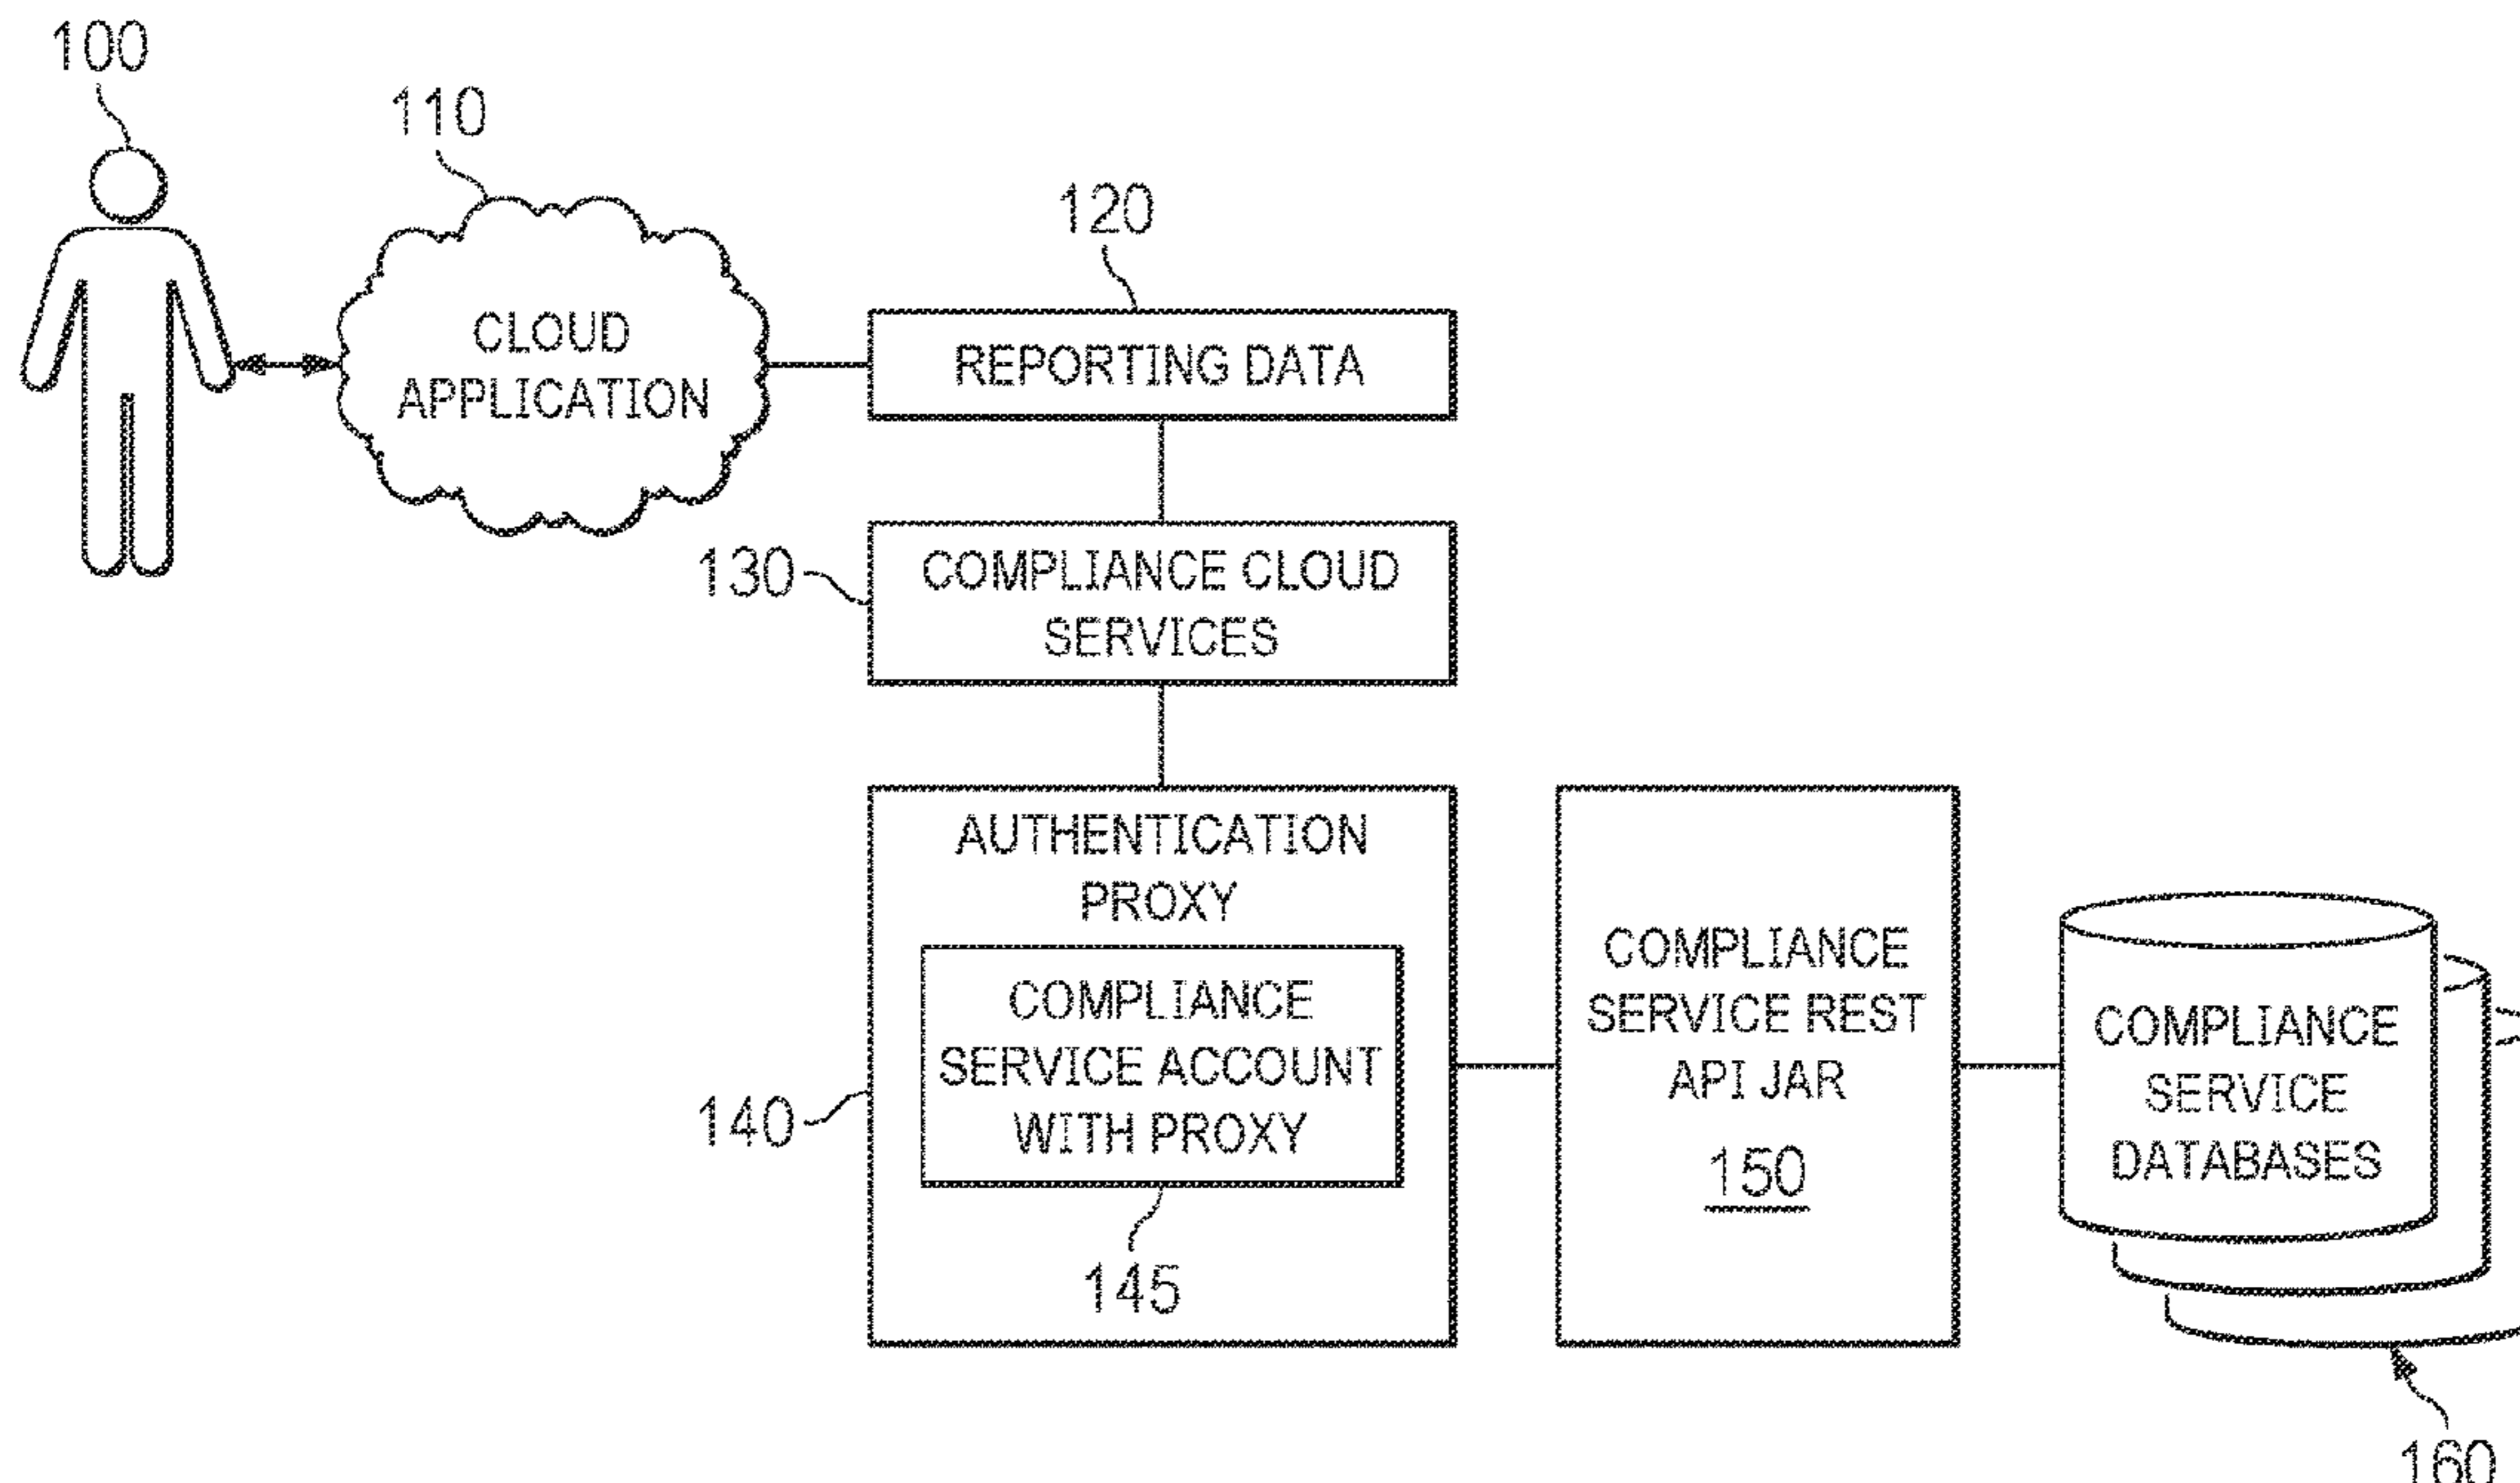 100
110
CLOUD
APPLICATION
120
REPORTING DATA
130
COMPLIANCE CLOUD
SERVICES
140
AUTHENTICATION
PROXY
COMPLIANCE
SERVICE ACCOUNT
WITH PROXY
145
COMPLIANCE
SERVICE REST
API JAR
150
COMPLIANCE
SERVICE
DATABASES
160